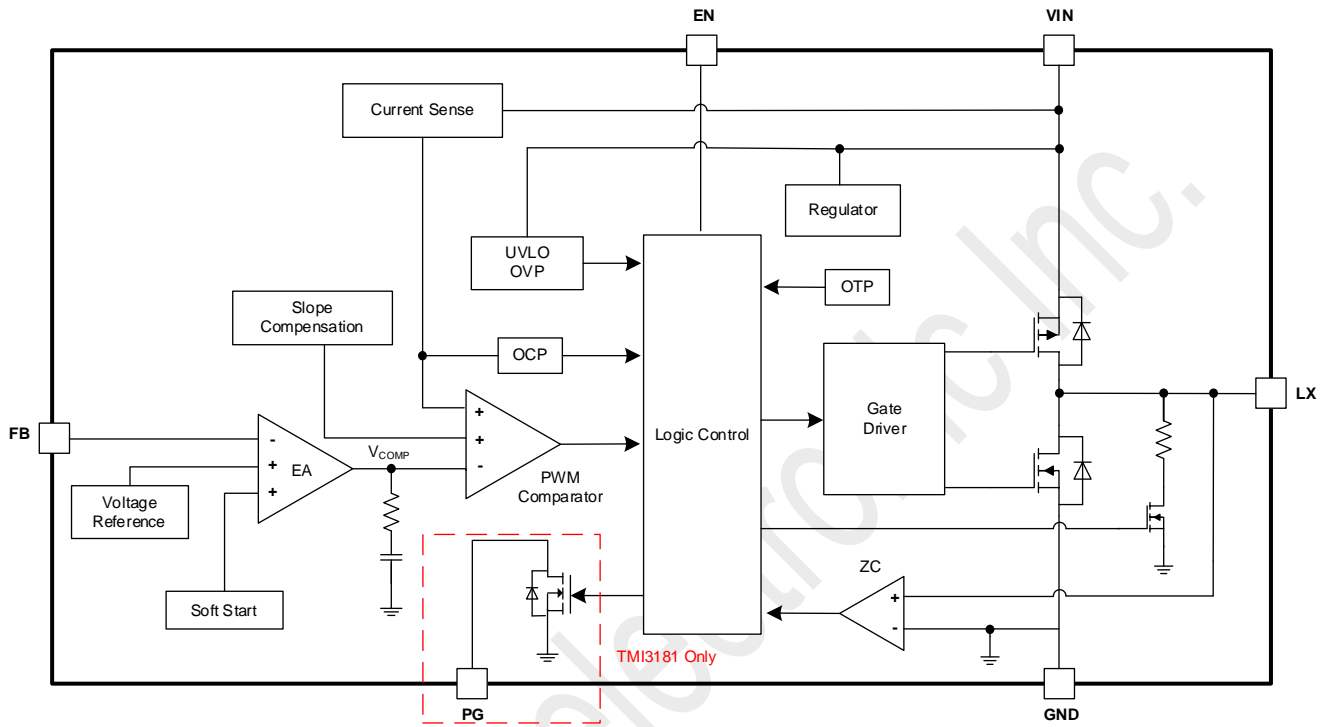 EN
VIN
Current Sense
Regulator
UVLO
OVP
OTP
Slope
Compensation
OCP
Gate
Driver
Logic Control
LX
FB
EA
VCOMP
PWM
Comparator
Voltage
Reference
Soft Start
ZC
TMI3181 Only
PG
GND
+
+
-
-
+
+
+
-
Inc.